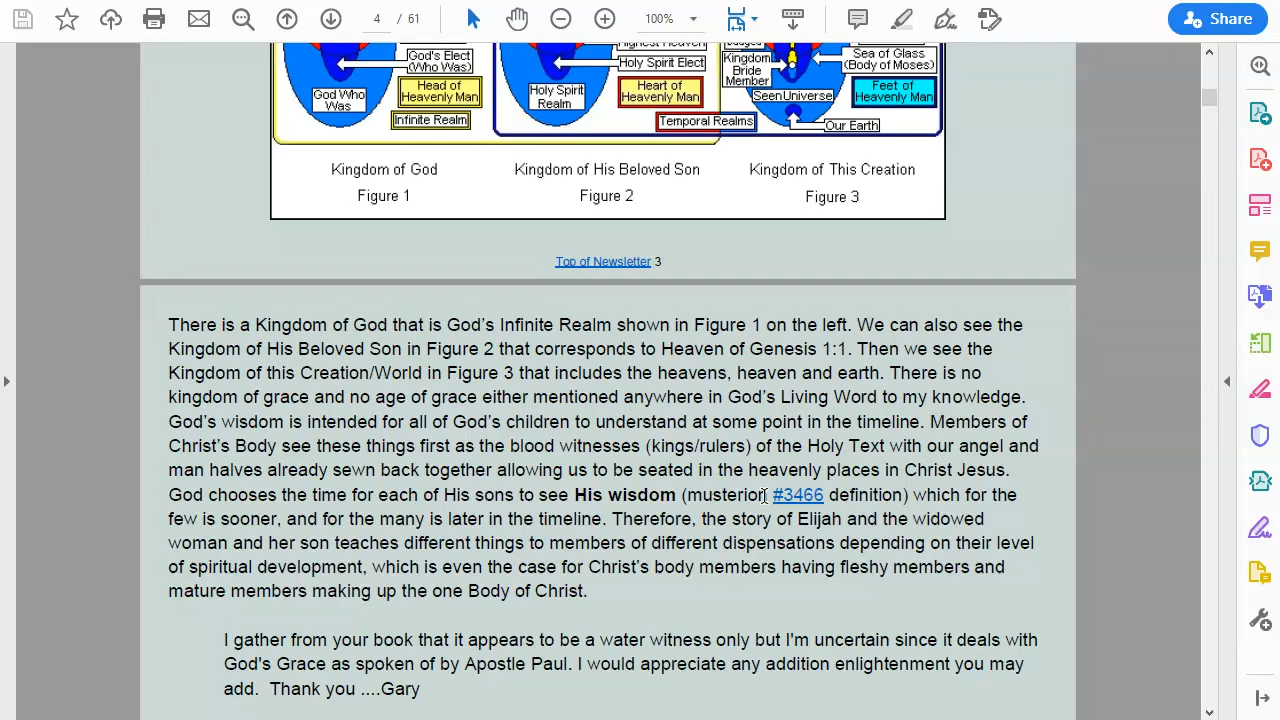 4 / 61
100%
Share
God's Elect
(Who Was)
God Who
Was
Head of
Heavenly Man
Infinite Realm
Highest Heaven
Holy Spirit Elect
Holy Spirit
Realm
Heart of
Heavenly Man
Temporal Realms
Kingdom
Bride
Member
Sea of Glass
(Body of Moses)
Seen Universe
Feet of
Heavenly Man
Our Earth
Kingdom of God
Figure 1
Kingdom of His Beloved Son
Figure 2
Kingdom of This Creation
Figure 3
Top of Newsletter 3
There is a Kingdom of God that is God’s Infinite Realm shown in Figure 1 on the left. We can also see the
Kingdom of His Beloved Son in Figure 2 that corresponds to Heaven of Genesis 1:1. Then we see the
Kingdom of this Creation/World in Figure 3 that includes the heavens, heaven and earth. There is no
kingdom of grace and no age of grace either mentioned anywhere in God’s Living Word to my knowledge.
God’s wisdom is intended for all of God’s children to understand at some point in the timeline. Members of
Christ’s Body see these things first as the blood witnesses (kings/rulers) of the Holy Text with our angel and
man halves already sewn back together allowing us to be seated in the heavenly places in Christ Jesus.
God chooses the time for each of His sons to see His wisdom (musterion #3466 definition) which for the
few is sooner, and for the many is later in the timeline. Therefore, the story of Elijah and the widowed
woman and her son teaches different things to members of different dispensations depending on their level
of spiritual development, which is even the case for Christ’s body members having fleshy members and
mature members making up the one Body of Christ.
I gather from your book that it appears to be a water witness only but I'm uncertain since it deals with
God's Grace as spoken of by Apostle Paul. I would appreciate any addition enlightenment you may
add.  Thank you ....Gary